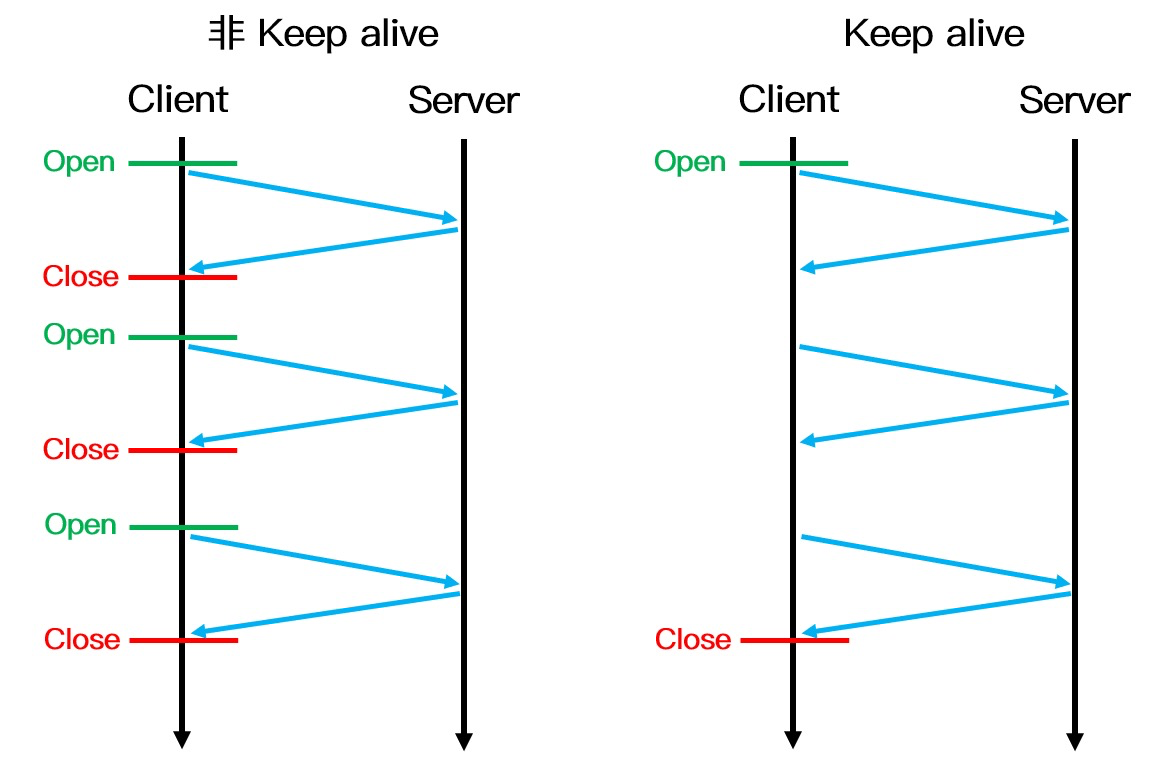 非 Keep alive
Client Server
Open
Close
Open
Close
Open
Close
Keep alive
Client Server
Open
Close